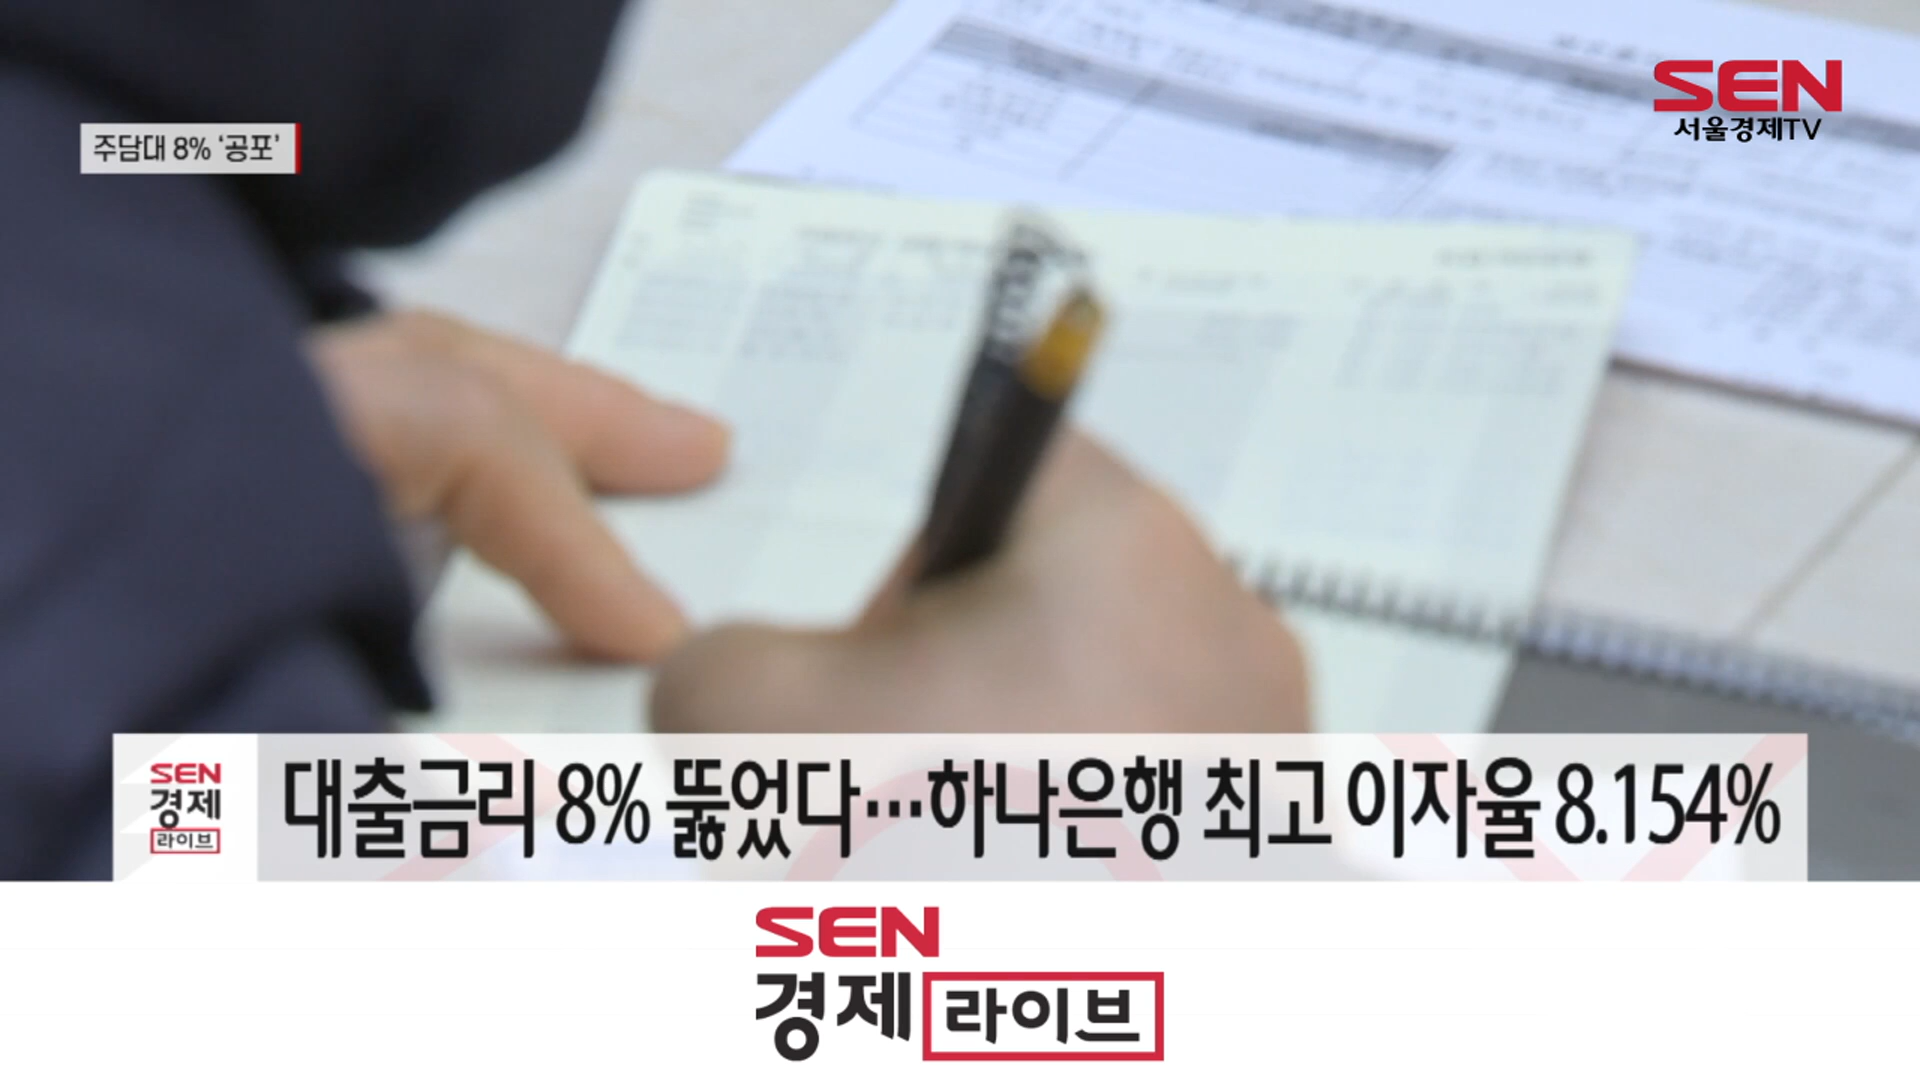 SEN
서울경제TV
주담대 8% ‘공포’
SEN
경제
라이브
대출금리 8% 뚫었다…하나은행 최고 이자율 8.154%
SEN
경제 라이브